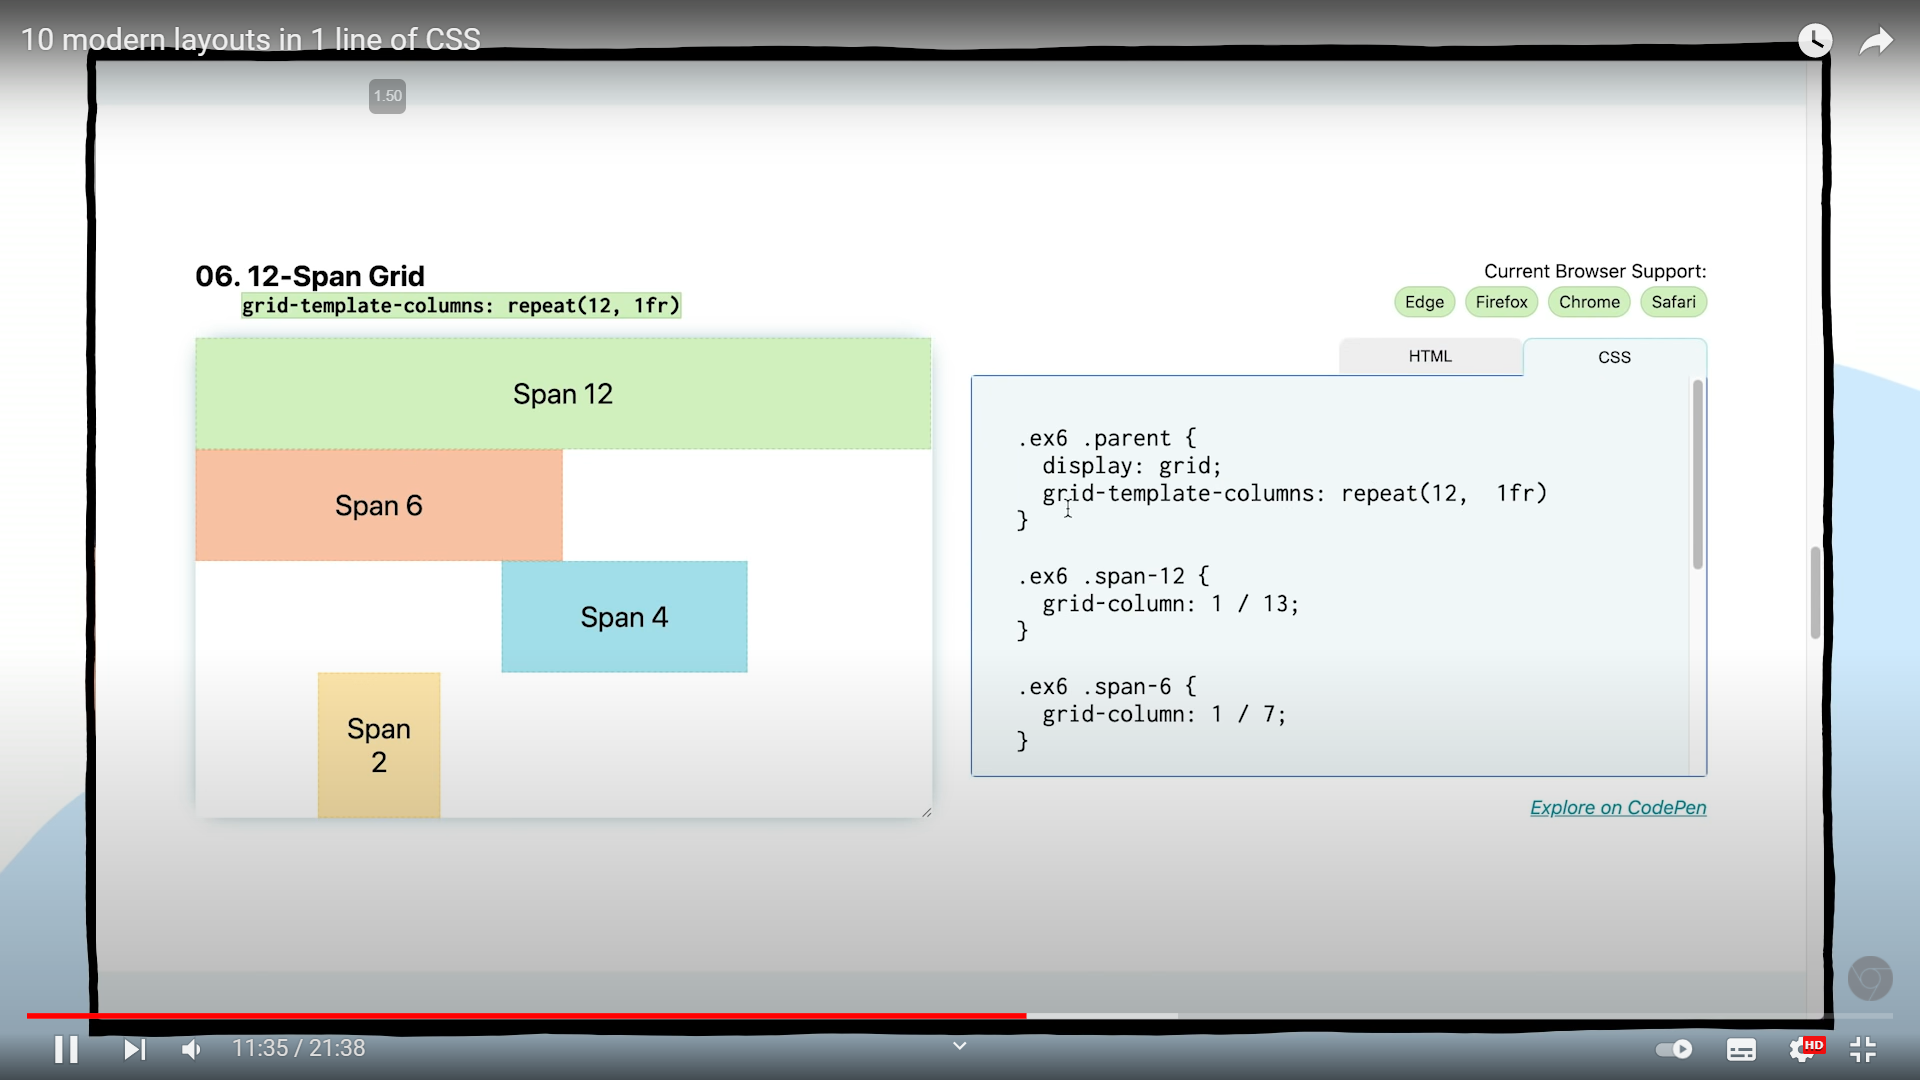 10 modern layouts in 1 line of CSS
1.50
06. 12-Span Grid
grid-template-columns: repeat(12, 1fr)
Current Browser Support:
Edge Firefox Chrome Safari
Span 12
Span 6
Span 4
Span
2
HTML CSS
.ex6 .parent {
display: grid;
grid-template-columns: repeat(12, 1fr)
}
.ex6 .span-12 {
grid-column: 1 / 13;
}
.ex6 .span-6 {
grid-column: 1 / 7;
}
Explore on CodePen
11:35 / 21:38
HD